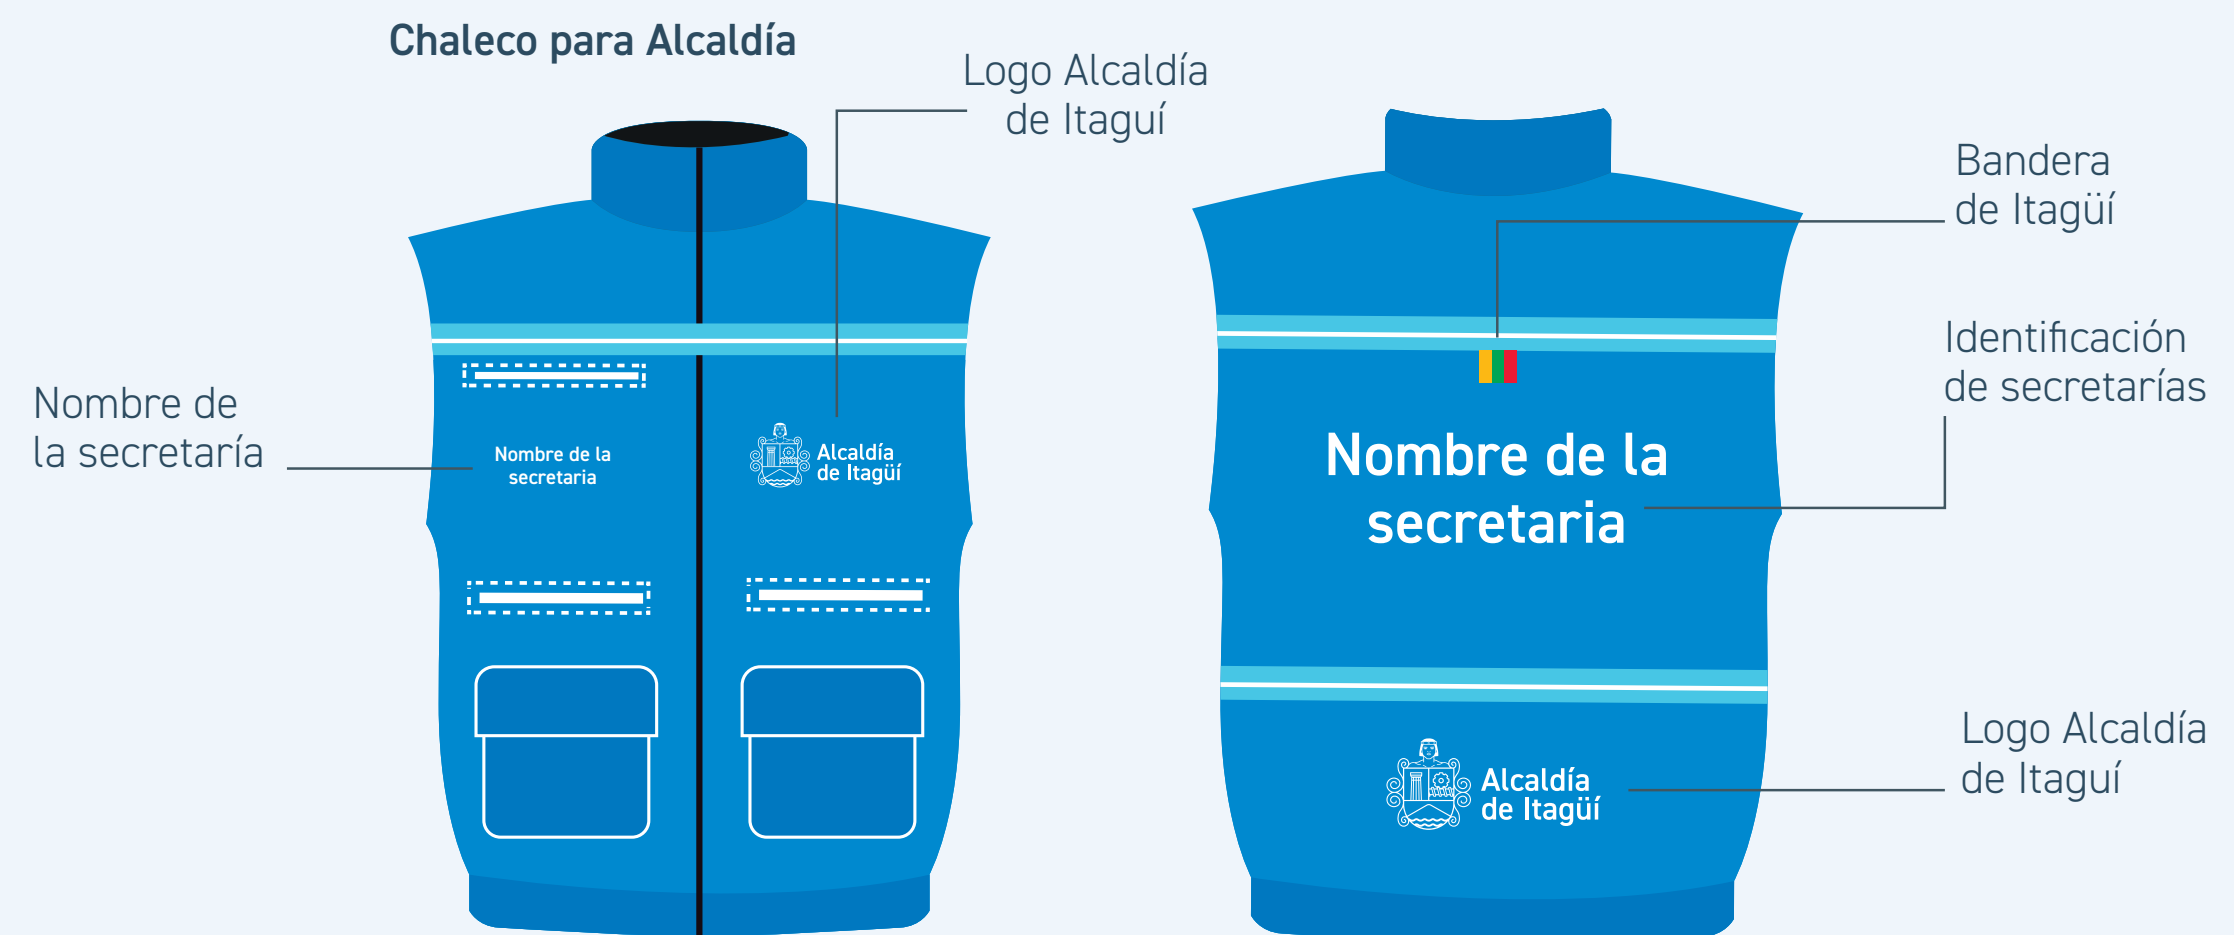 Chaleco para Alcaldía
Logo Alcaldía
de Itaguí
Nombre de
la secretaría
Nombre de la
secretaria
Alcaldía
de Itagüí
Bandera
de Itagüí
Identificación
de secretarías
Nombre de la
secretaria
Logo Alcaldía
de Itaguí
Alcaldía
de Itagüí